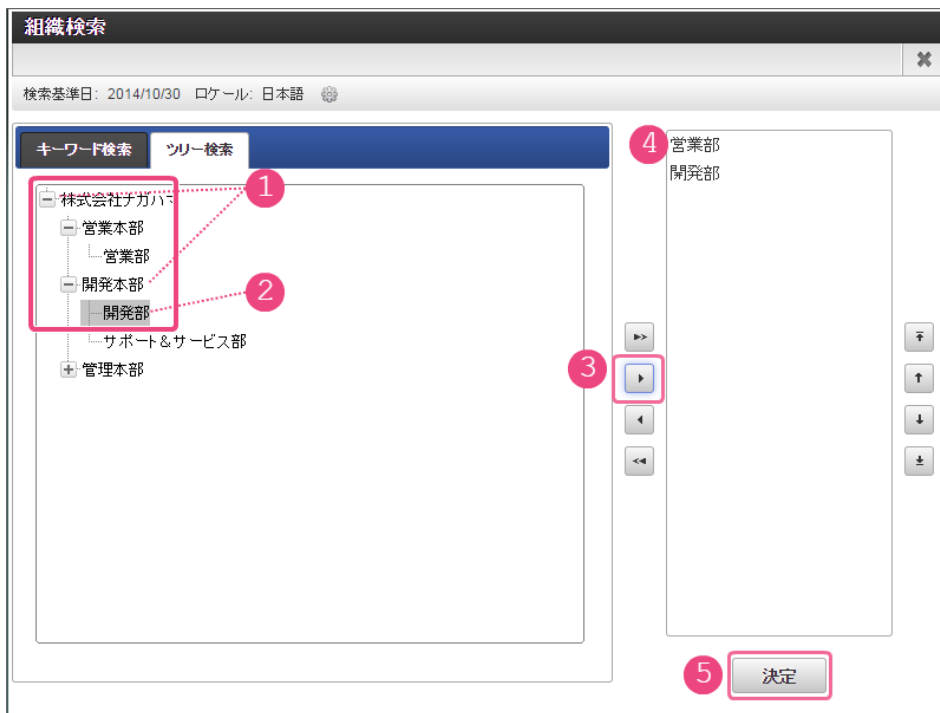 組織検索
検索基準日: 2014/10/30 ロケール: 日本語
キーワード検索 ツリー検索
株式会社ナガハマ
営業本部
営業部
開発本部
開発部
サポート&サービス部
管理本部
1
2
3
4
営業部
開発部
5
決定